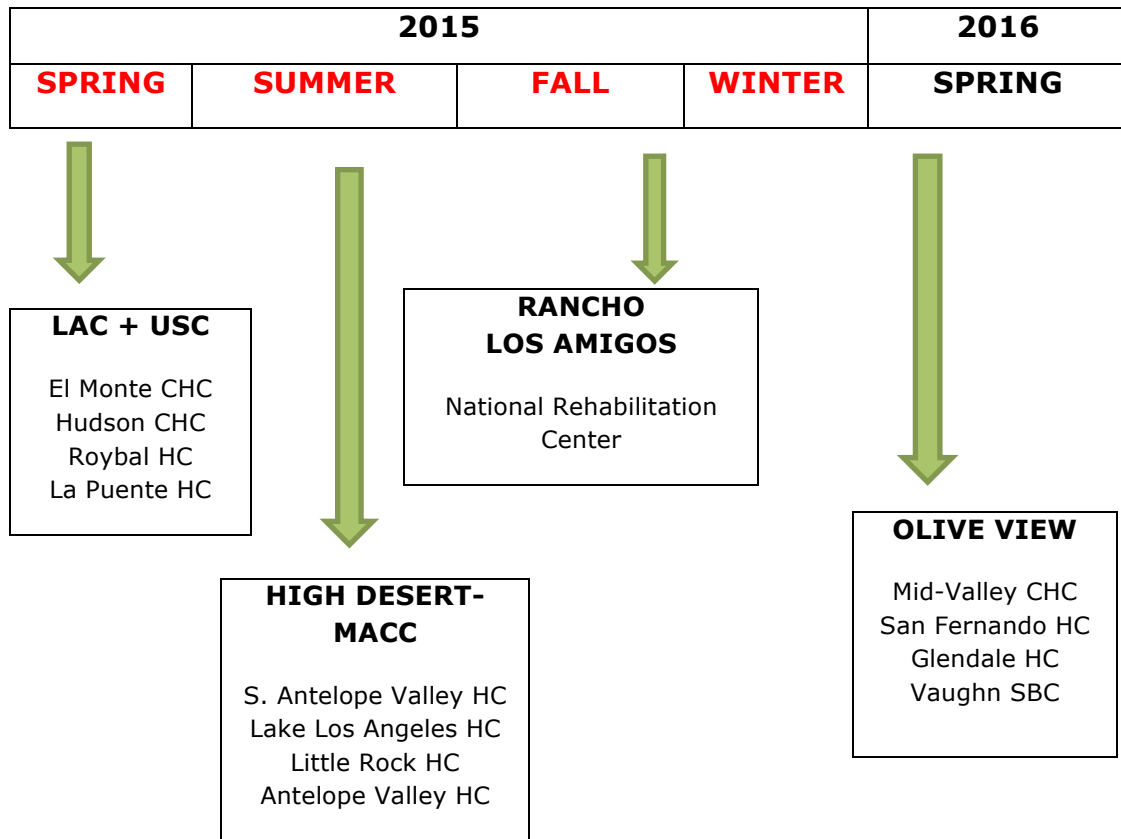 2015 2016
SPRING SUMMER FALL WINTER SPRING
LAC + USC
El Monte CHC
Hudson CHC
Roybal HC
La Puente HC
HIGH DESERT-
MACC
S. Antelope Valley HC
Lake Los Angeles HC
Little Rock HC
Antelope Valley HC
RANCHO
LOS AMIGOS
National Rehabilitation
Center
OLIVE VIEW
Mid-Valley CHC
San Fernando HC
Glendale HC
Vaughn SBC